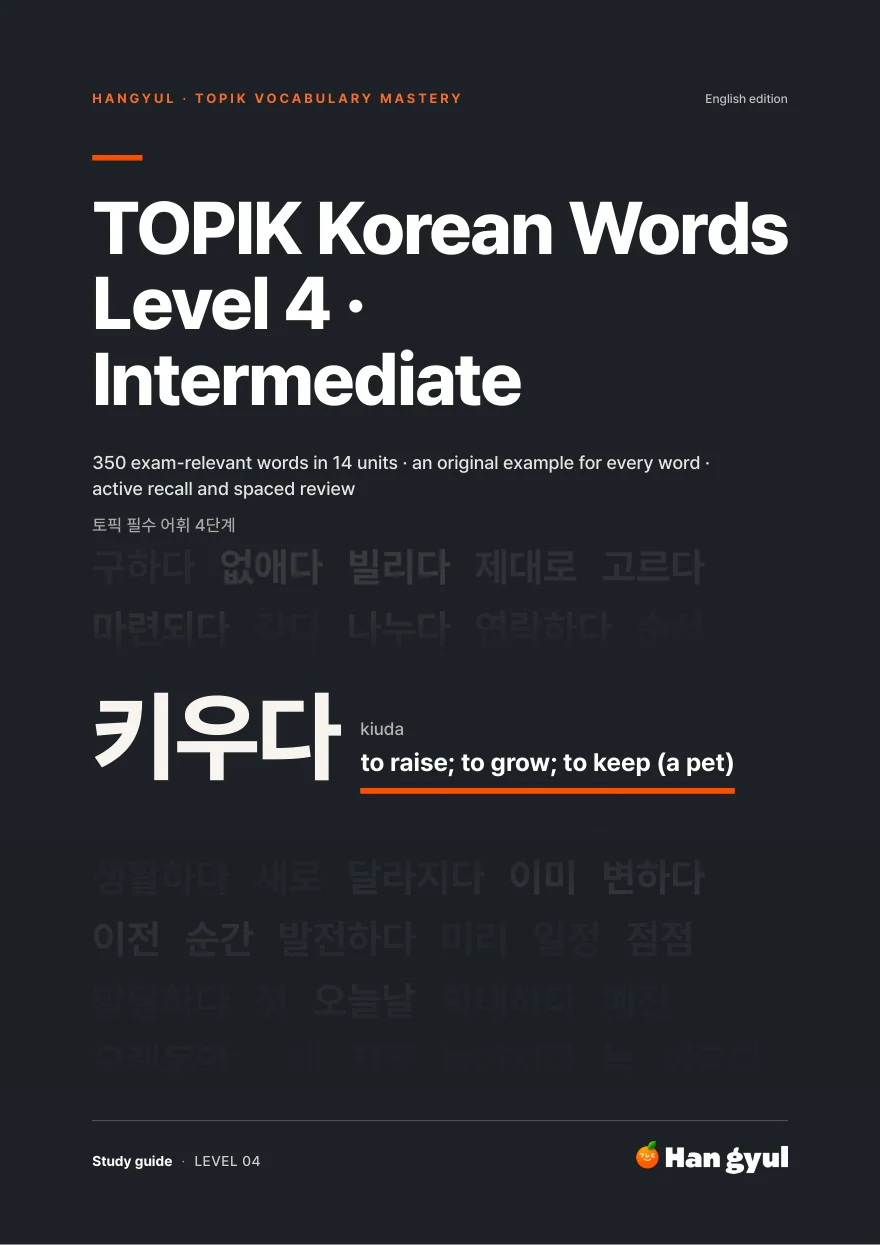 HANGYUL · TOPIK VOCABULARY MASTERY
English edition
TOPIK Korean Words
Level 4 ·
Intermediate
350 exam-relevant words in 14 units · an original example for every word ·
active recall and spaced review
토픽 필수 어휘 4단계
구하다 없애다 빌리다 제대로 고르다
마련되다 나누다 연락하다
키우다
kiuda
to raise; to grow; to keep (a pet)
생활하다 새로 달라지다 이미 변하다
이전 순간 발전하다 미리 일정 점점
첫 오늘날 확대하다 예전
Study guide · LEVEL 04
Han gyul